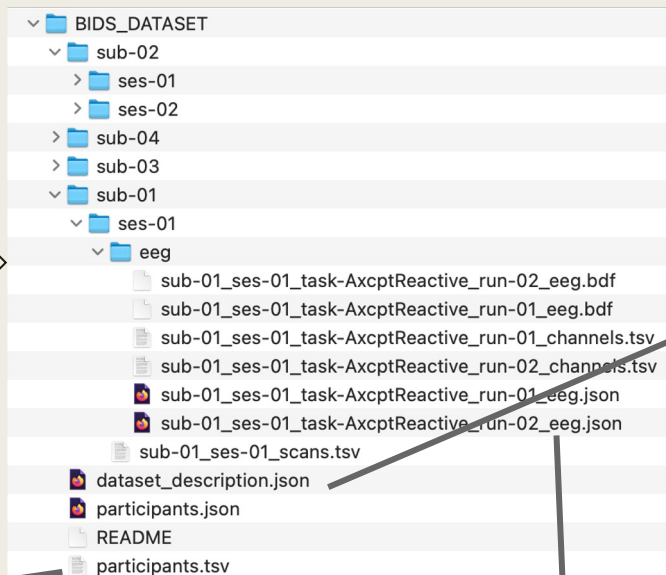 BIDS_DATASET
sub-02
ses-01
ses-02
sub-04
sub-03
sub-01
ses-01
eeg
sub-01_ses-01_task-AxcptReactive_run-02_eeg.bdf
sub-01_ses-01_task-AxcptReactive_run-01_eeg.bdf
sub-01_ses-01_task-AxcptReactive_run-01_channels.tsv
sub-01_ses-01_task-AxcptReactive_run-02_channels.tsv
sub-01_ses-01_task-AxcptReactive_run-01_eeg.json
sub-01_ses-01_task-AxcptReactive_run-02_eeg.json
sub-01_ses-01_scans.tsv
dataset_description.json
participants.json
README
participants.tsv